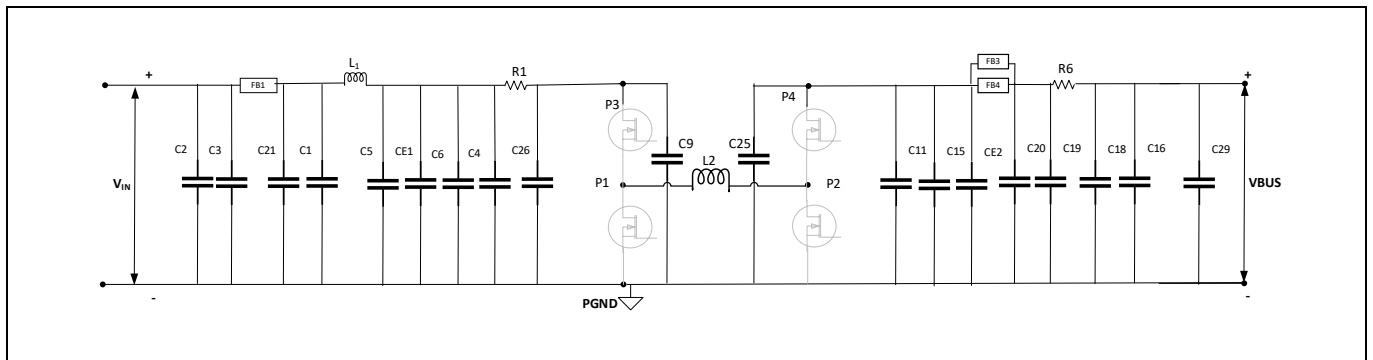 FB3
L1
R1
FB1
FB4
R6
+
+
P3
P4
C2
C3
C21
C1
C5
CE1
C6
C4
C26
C9
C25
L2
C11
C15
CE2
C20
C19
C18
C16
C29
VIN
P1
P2
VBUS
-
PGND
-